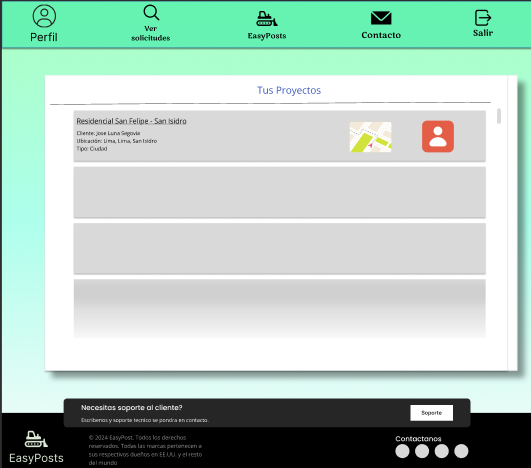 Perfil
Ver
solicitudes
EasyPosts
Contacto
Salir
Tus Proyectos
Residencial San Felipe - San Isidro
Cliente: Jose Luna Segovia
Ubicación: Lima, Lima, San Isidro
Tipo: Ciudad
Necesitas soporte al cliente?
Escribenos y soporte tecnico se pondra en contacto.
Soporte
EasyPosts
© 2024 EasyPost. Todos los derechos
reservados. Todas las marcas pertenecen a
sus respectivos dueños en EE.UU. y el resto
del mundo
Contactanos